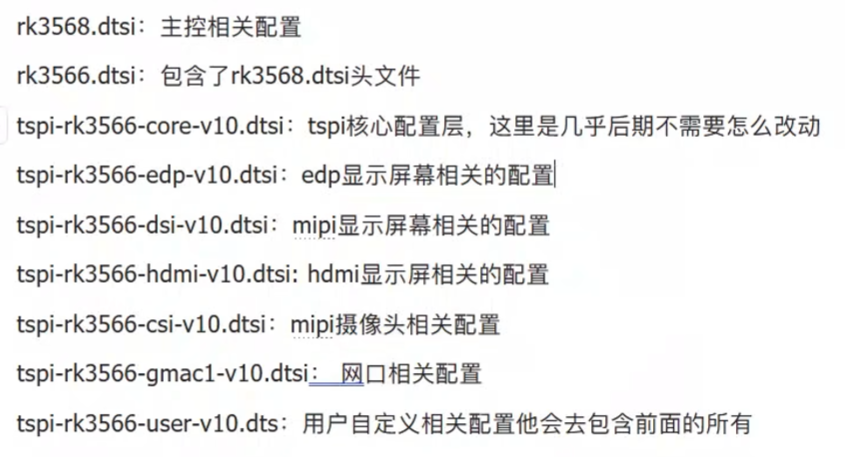 rk3568.dtsi：主控相关配置
rk3566.dtsi：包含了rk3568.dtsi头文件
tspi-rk3566-core-v10.dtsi：tspi核心配置层，这里是几乎后期不需要怎么改动
tspi-rk3566-edp-v10.dtsi：edp显示屏幕相关的配置
tspi-rk3566-dsi-v10.dtsi：mipi显示屏幕相关的配置
tspi-rk3566-hdmi-v10.dtsi: hdmi显示屏相关的配置
tspi-rk3566-csi-v10.dtsi：mipi摄像头相关配置
tspi-rk3566-gmac1-v10.dtsi： 网口相关配置
tspi-rk3566-user-v10.dts：用户自定义相关配置他会去包含前面的所有